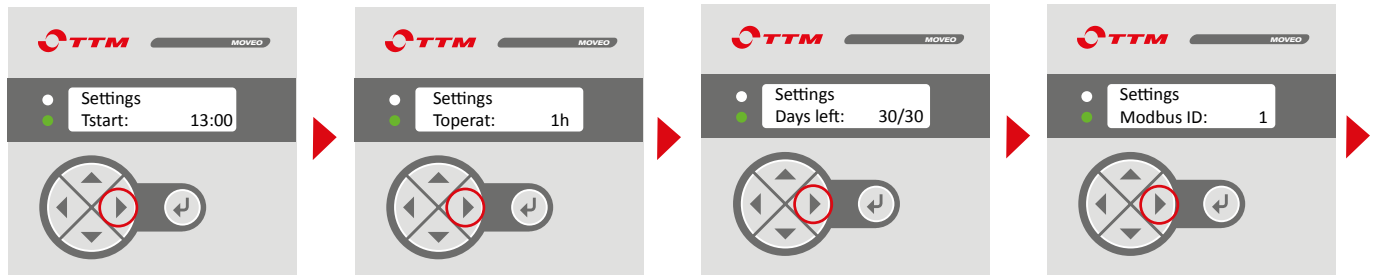 TTM MOVEO
Settings
Tstart: 13:00
TTM MOVEO
Settings
Toperat: 1h
TTM MOVEO
Settings
Days left: 30/30
TTM MOVEO
Settings
Modbus ID: 1